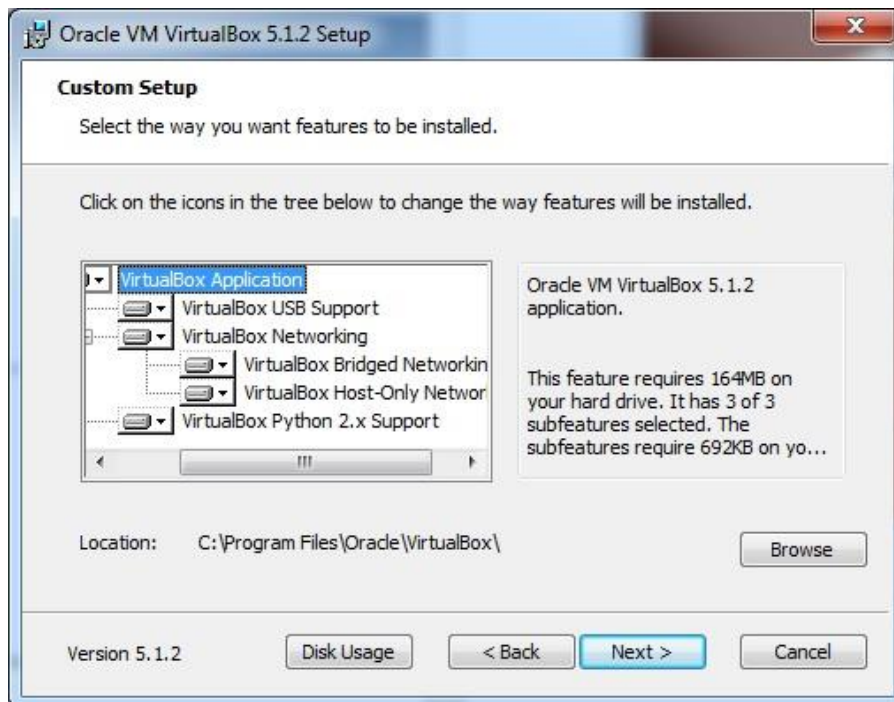 Oracle VM VirtualBox 5.1.2 Setup
Custom Setup
Select the way you want features to be installed.
Click on the icons in the tree below to change the way features will be installed.
VirtualBox Application
VirtualBox USB Support
VirtualBox Networking
VirtualBox Bridged Networkin
VirtualBox Host-Only Networ
VirtualBox Python 2.x Support
Oracle VM VirtualBox 5.1.2
application.
This feature requires 164MB on
your hard drive. It has 3 of 3
subfeatures selected. The
subfeatures require 692KB on yo...
Location: C:\Program Files\Oracle\VirtualBox\
Browse
Version 5.1.2
Disk Usage
< Back
Next >
Cancel